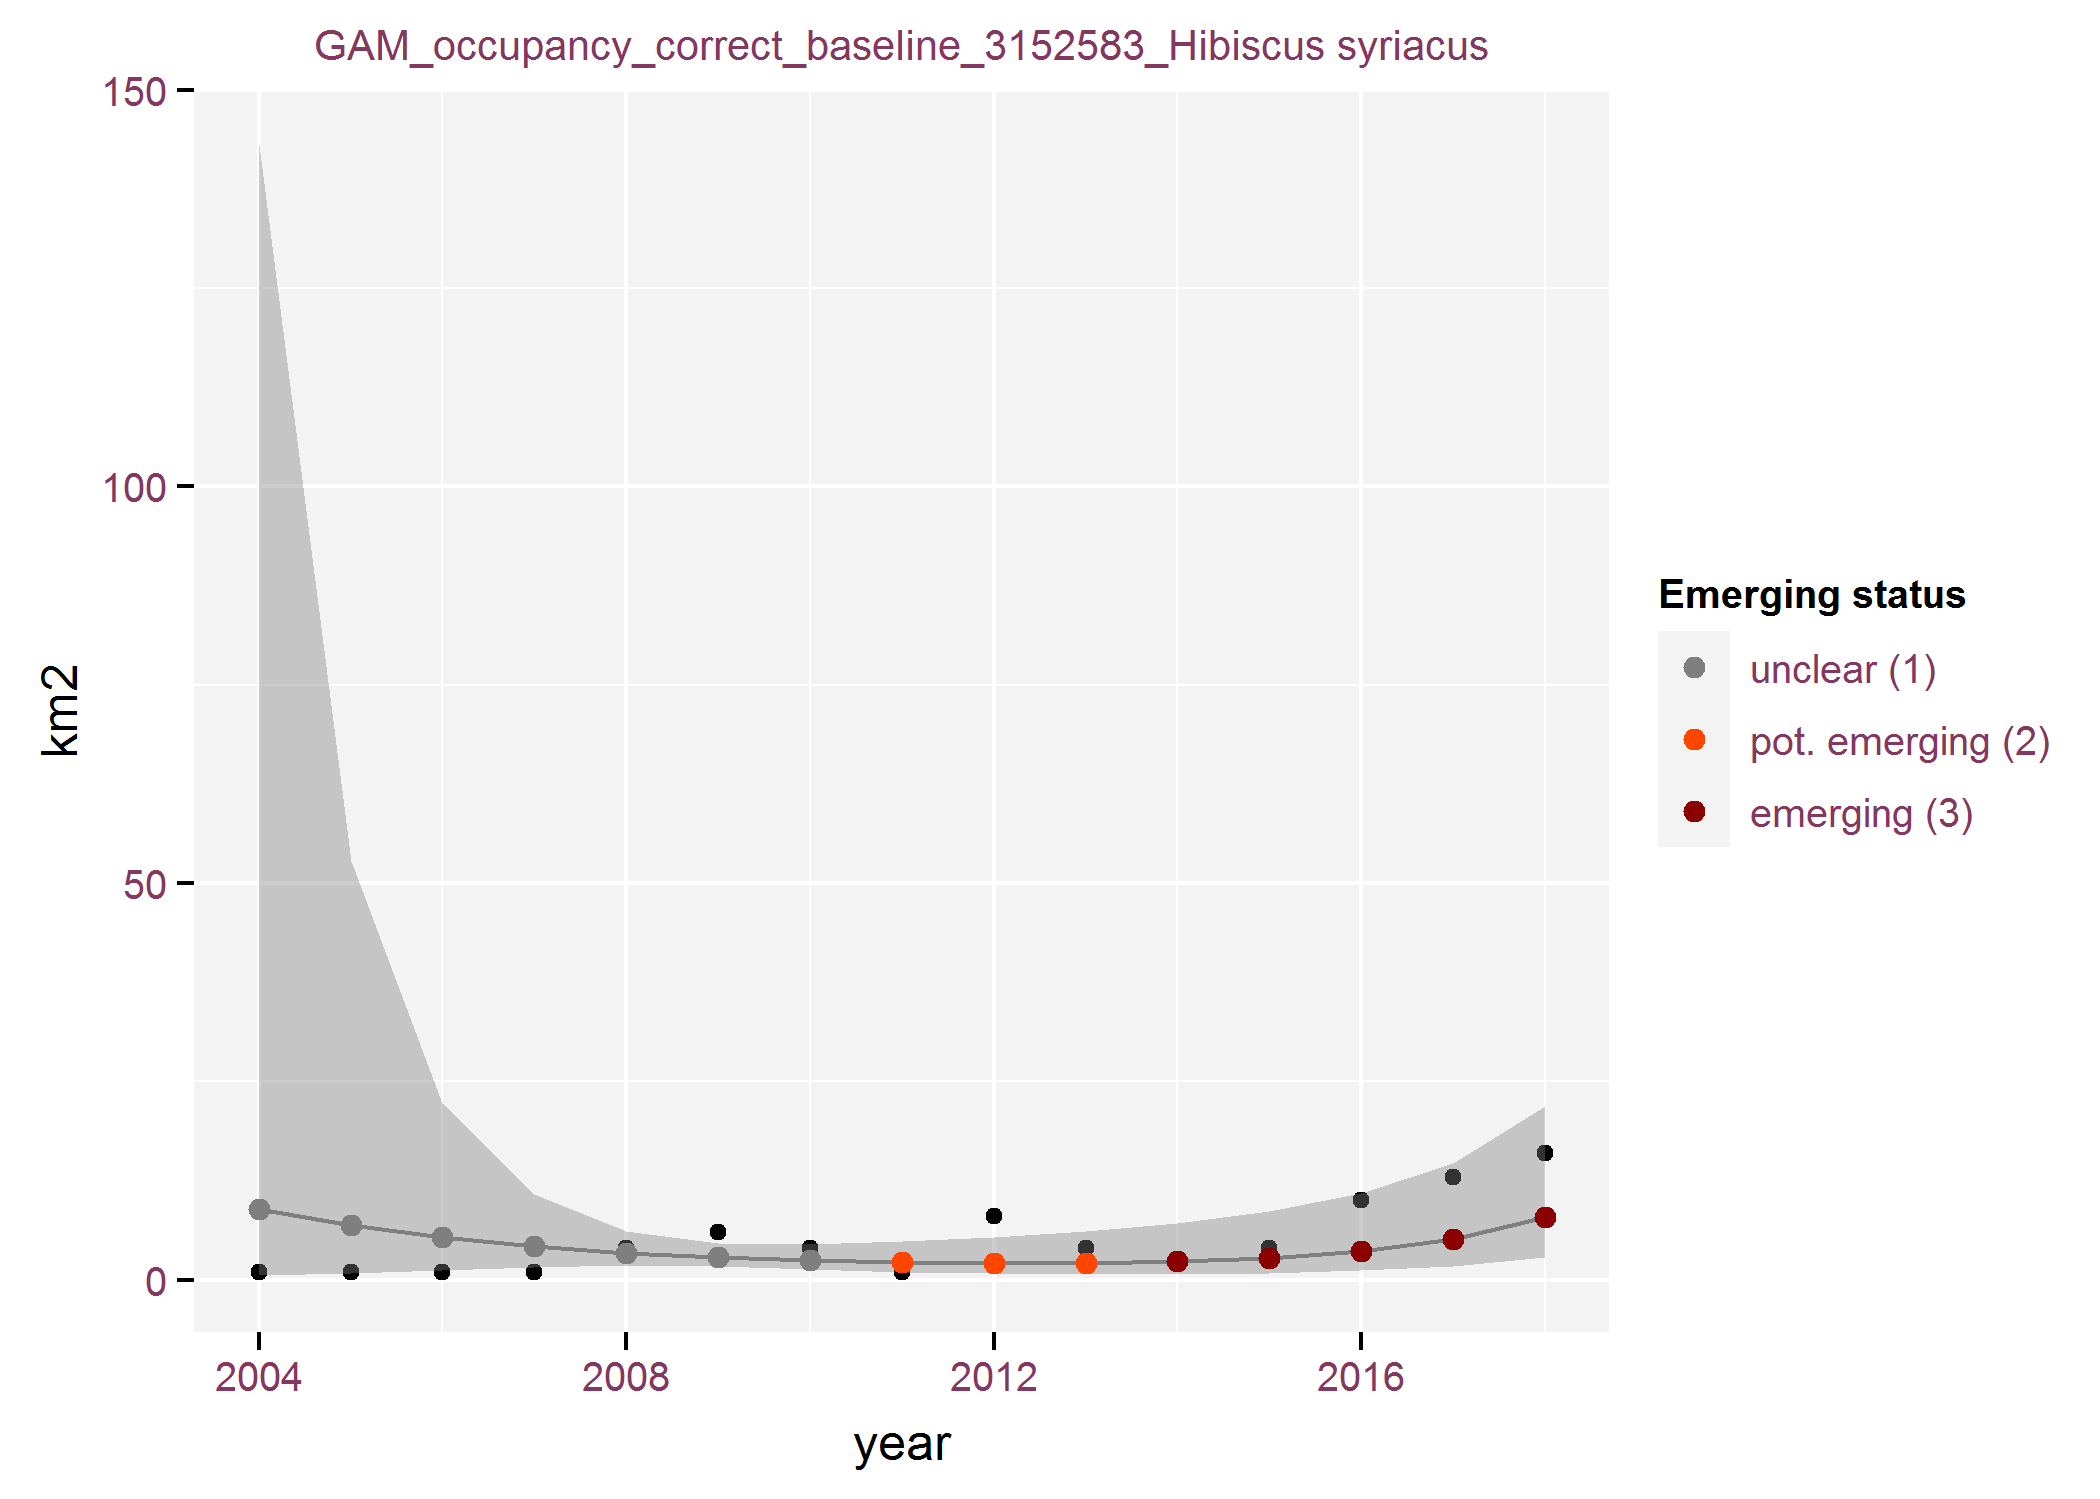 GAM_occupancy_correct_baseline_3152583_Hibiscus syriacus
150
100
50
0
km2
2004
2008
2012
2016
year
Emerging status
unclear (1)
pot. emerging (2)
emerging (3)